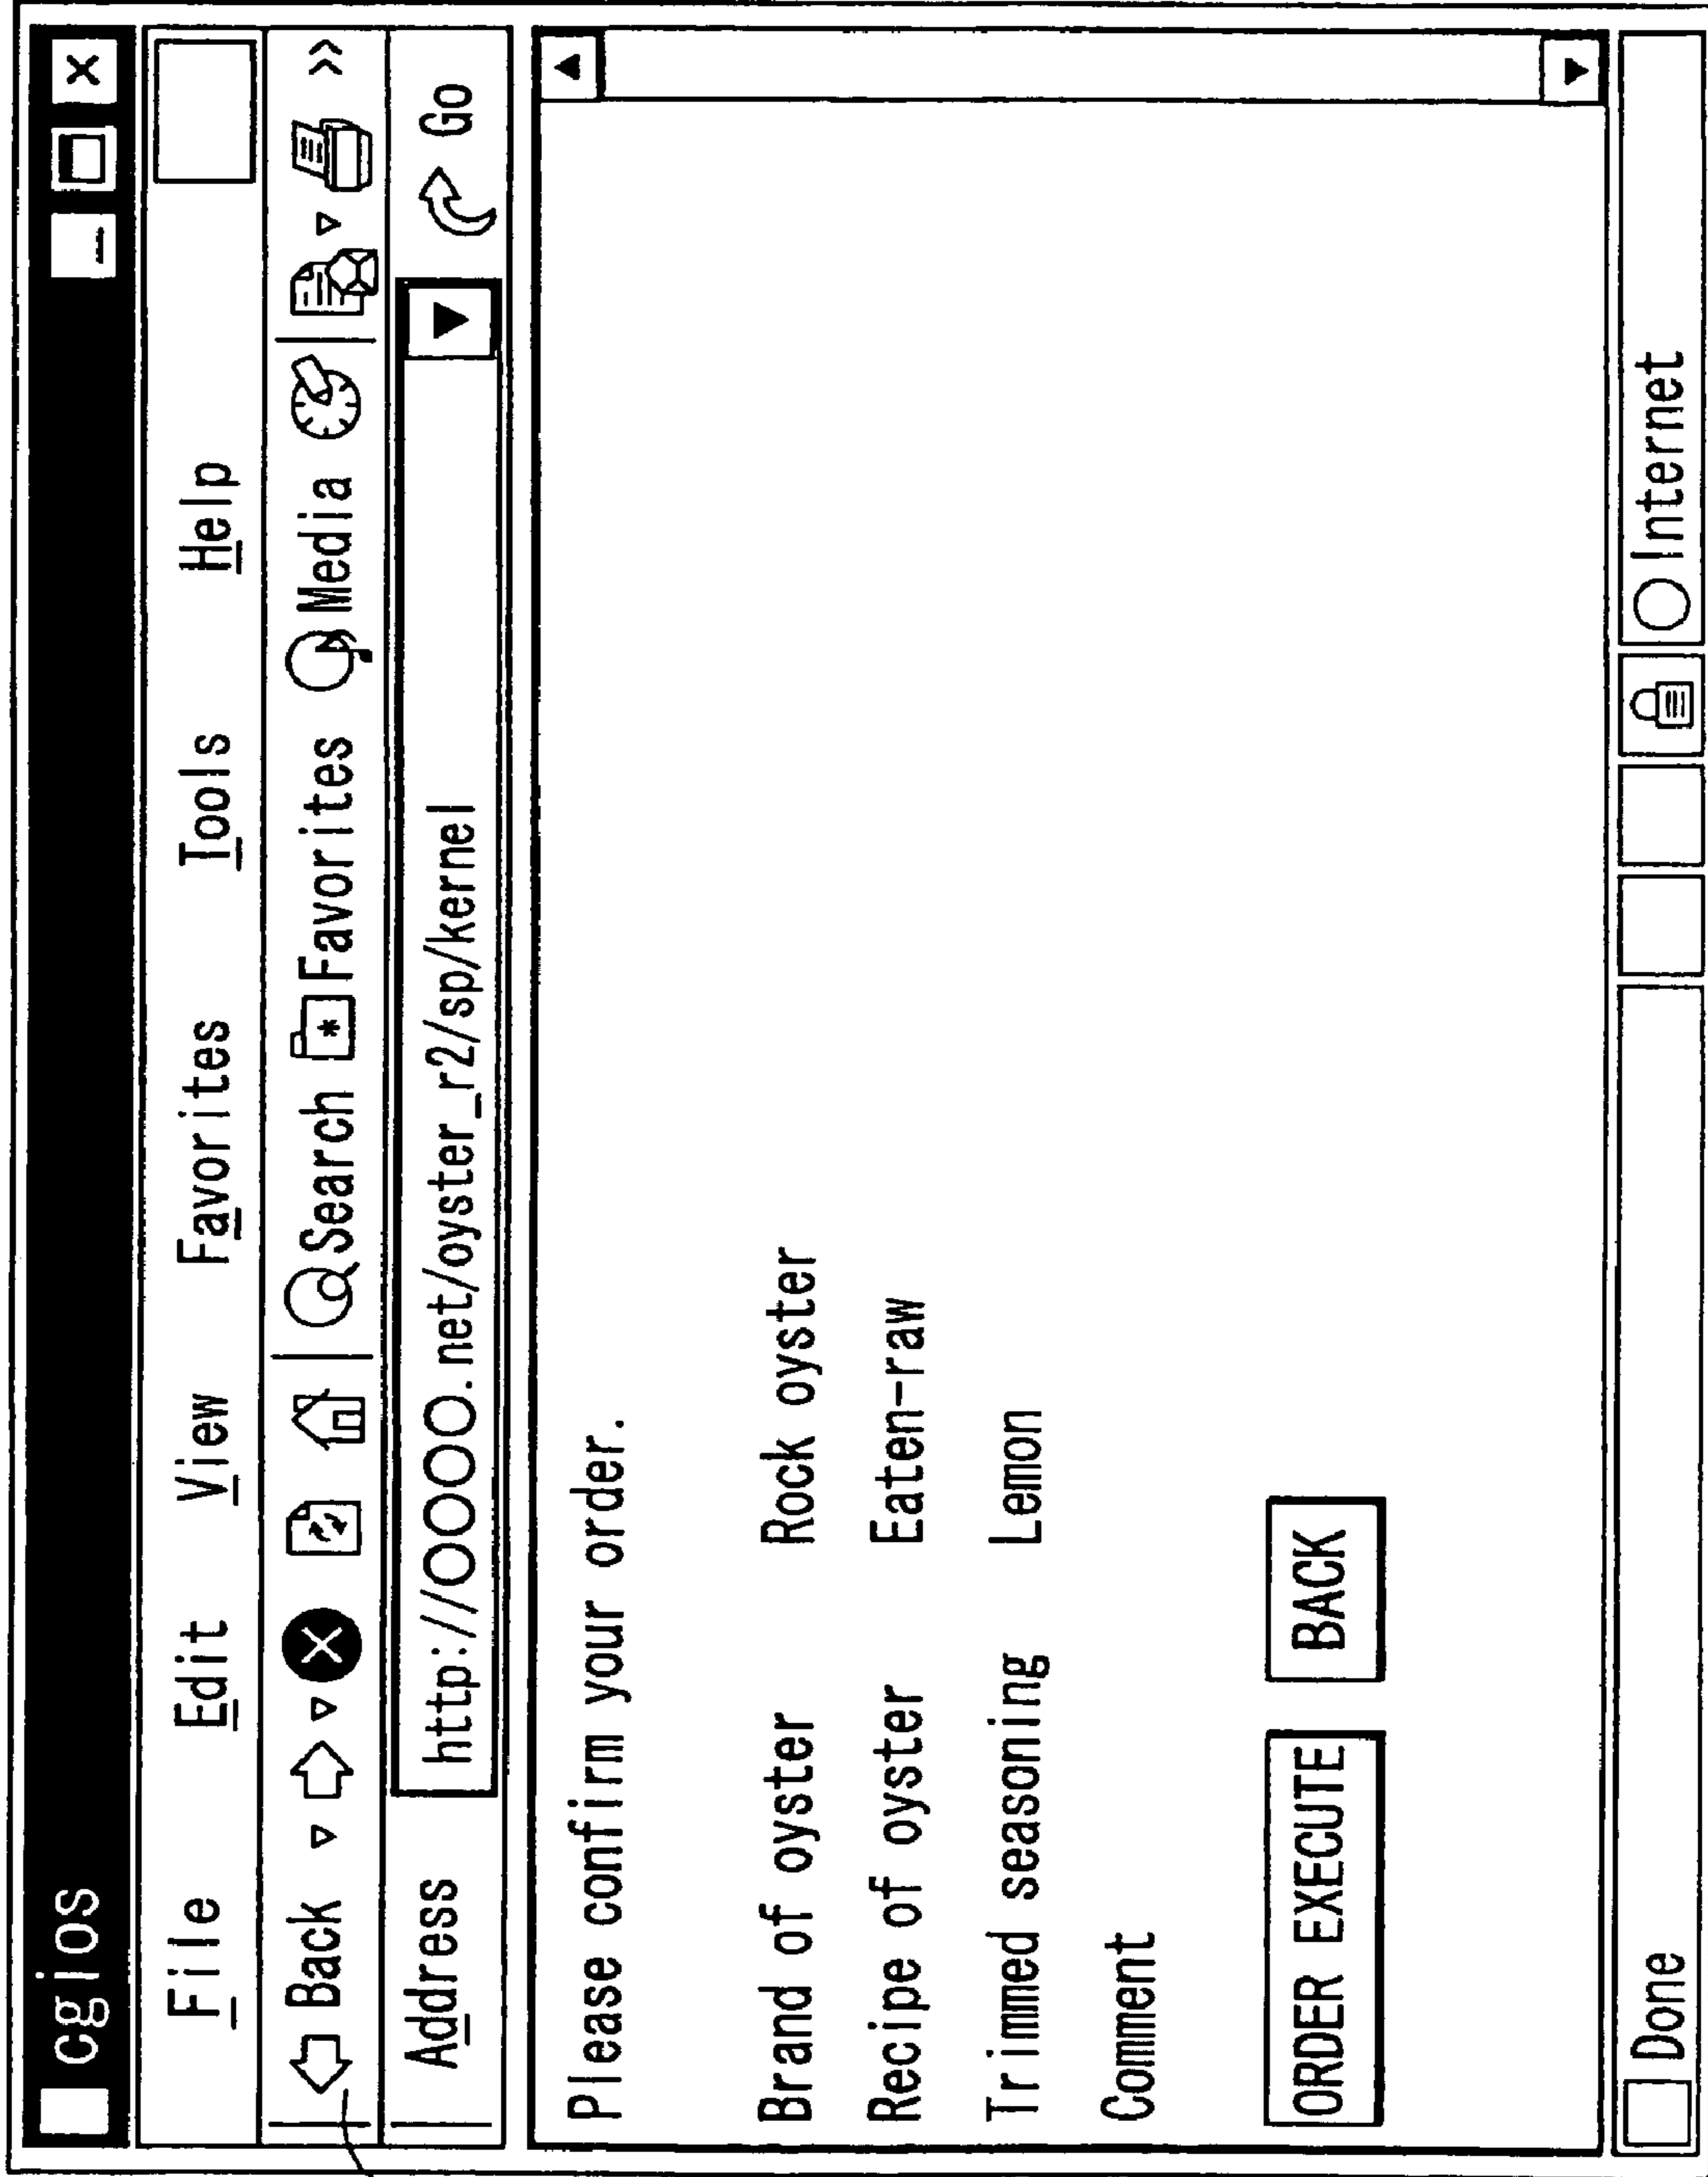 cgios
File Edit View Favorites Tools Help
Back Search Favorites Media
Address http://○○○○.net/oyster_r2/sp/kernel Go
Please confirm your order.
Brand of oyster Rock oyster
Recipe of oyster Eaten-raw
Trimmed seasoning Lemon
Comment
ORDER EXECUTE BACK
Done Internet